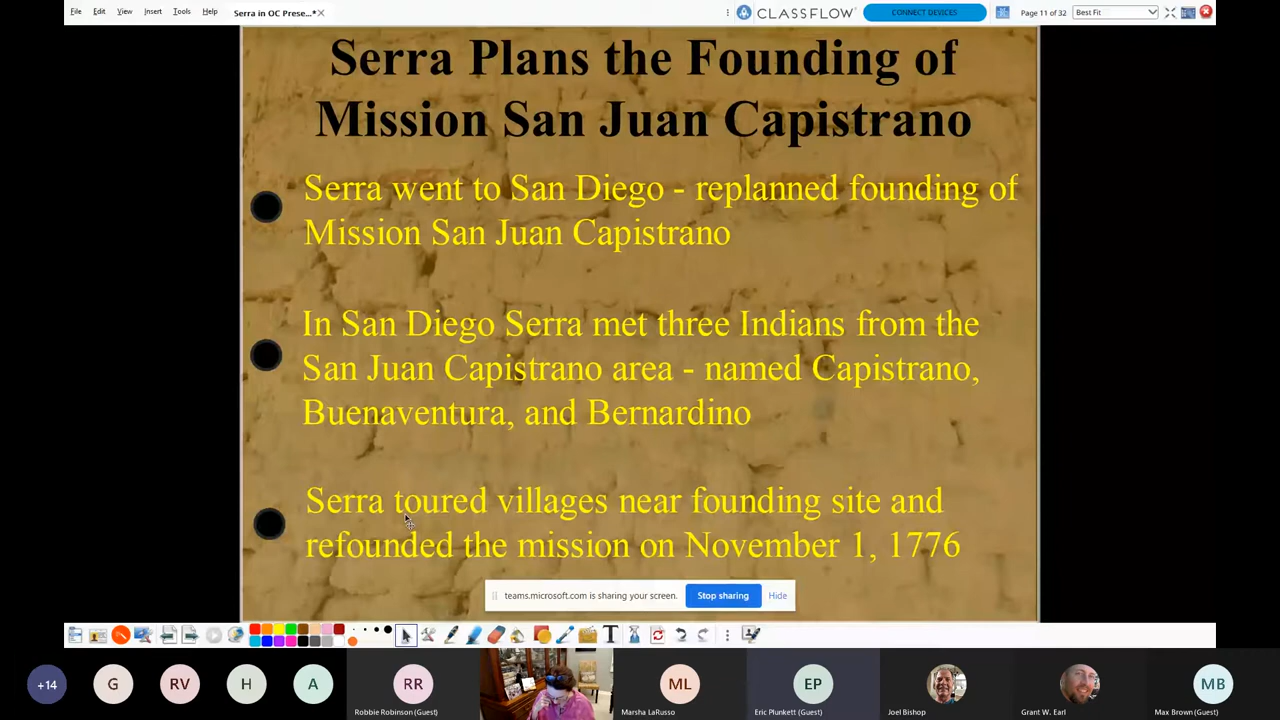 File Edit View Insert Tools Help Serra in OC Prese...* CLASSFLOW CONNECT DEVICES Page 11 of 32 Best Fit
Serra Plans the Founding of
Mission San Juan Capistrano
Serra went to San Diego - replanned founding of
Mission San Juan Capistrano
In San Diego Serra met three Indians from the
San Juan Capistrano area - named Capistrano,
Buenaventura, and Bernardino
Serra toured villages near founding site and
refounded the mission on November 1, 1776
teams.microsoft.com is sharing your screen. Stop sharing Hide
T
+14 G RV H A RR ML EP MB
Robbie Robinson (Guest) Marsha LaRusso Eric Plunkett (Guest) Joel Bishop Grant W. Earl Max Brown (Guest)